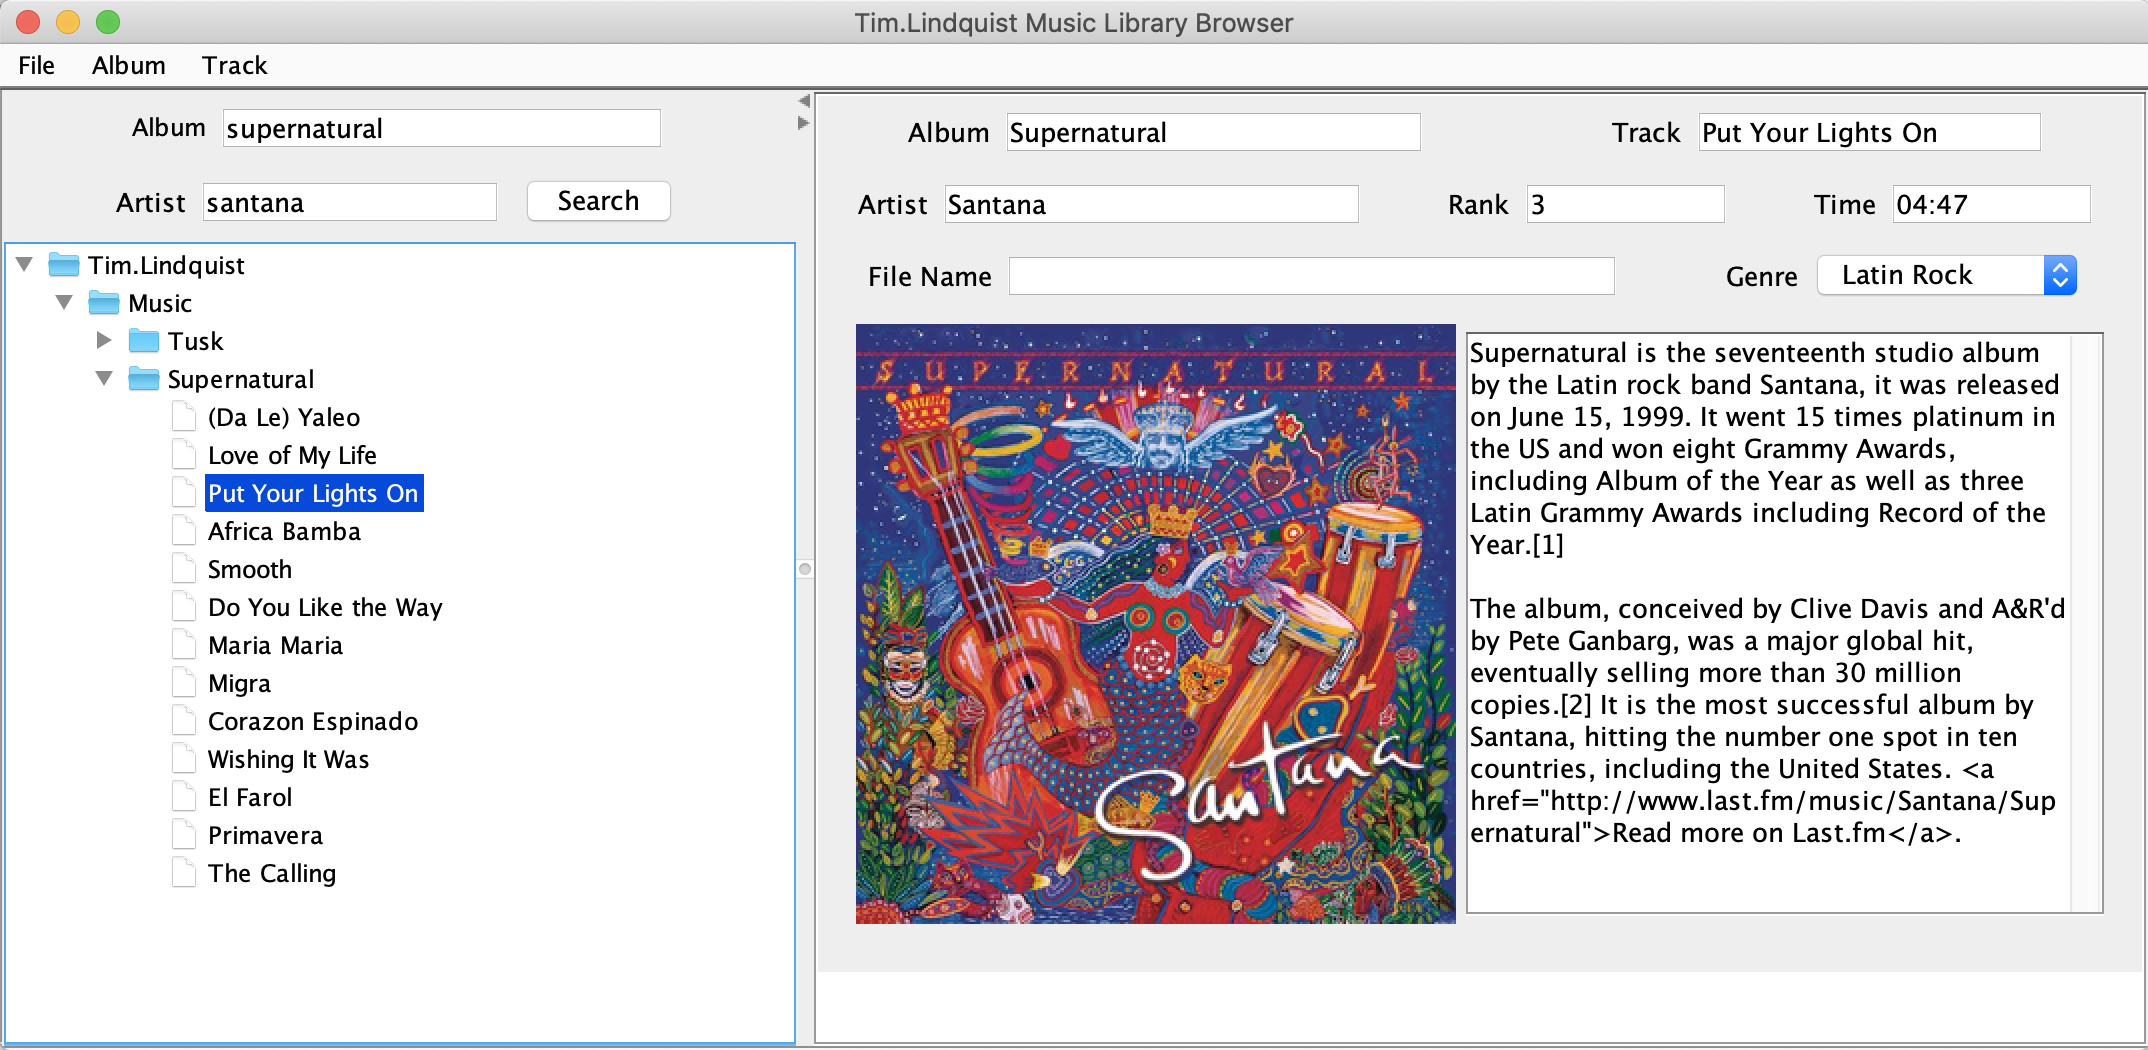 Tim.Lindquist Music Library Browser
File Album Track
Album supernatural
Artist santana Search
Tim.Lindquist
Music
Tusk
Supernatural
(Da Le) Yaleo
Love of My Life
Put Your Lights On
Africa Bamba
Smooth
Do You Like the Way
Maria Maria
Migra
Corazon Espinado
Wishing It Was
El Farol
Primavera
The Calling
Album Supernatural Track Put Your Lights On
Artist Santana Rank 3 Time 04:47
File Name Genre Latin Rock
SUPERNATURAL
Santana
Supernatural is the seventeenth studio album
by the Latin rock band Santana, it was released
on June 15, 1999. It went 15 times platinum in
the US and won eight Grammy Awards,
including Album of the Year as well as three
Latin Grammy Awards including Record of the
Year.[1]
The album, conceived by Clive Davis and A&R'd
by Pete Ganbarg, was a major global hit,
eventually selling more than 30 million
copies.[2] It is the most successful album by
Santana, hitting the number one spot in ten
countries, including the United States. <a
href="http://www.last.fm/music/Santana/Sup
ernatural">Read more on Last.fm</a>.